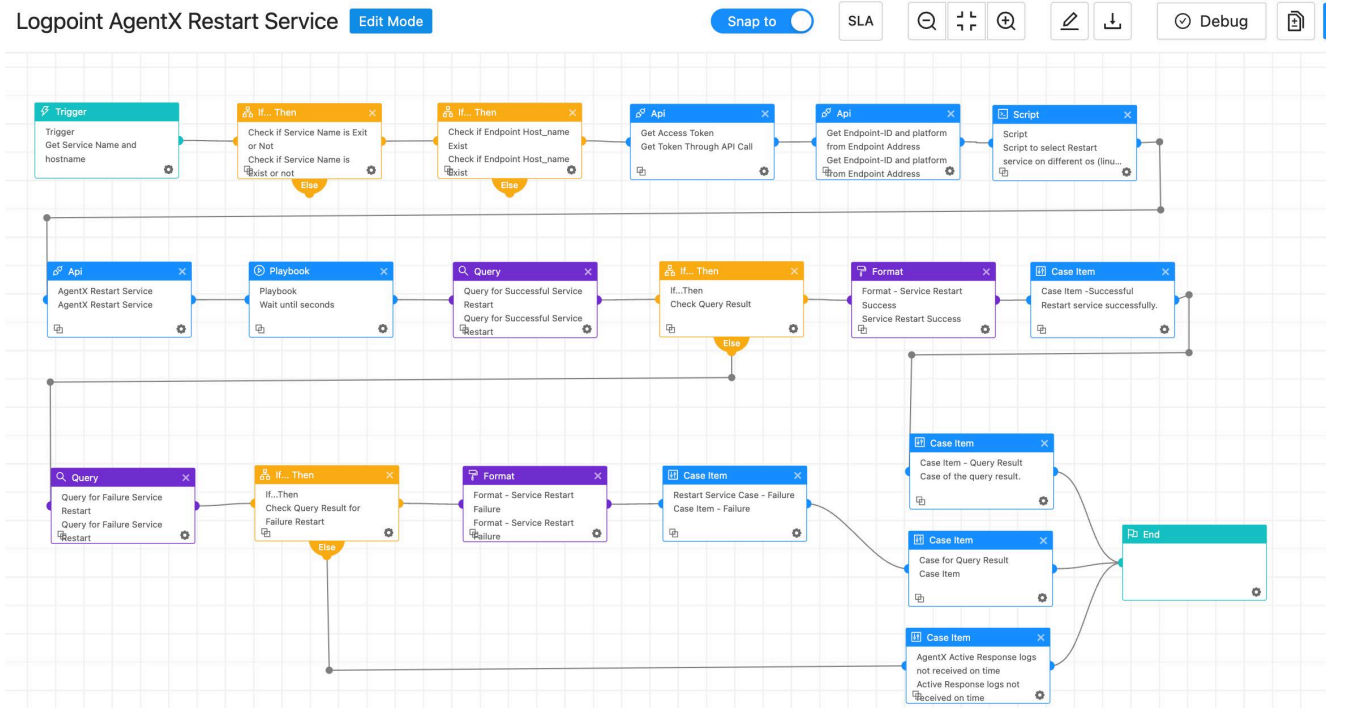 Logpoint AgentX Restart Service
Edit Mode
Snap to
SLA
Debug
Trigger
Trigger
Get Service Name and
hostname
If... Then
Check if Service Name is Exit
or Not
Check if Service Name is
Exist or not
Else
If... Then
Check if Endpoint Host_name
Exist
Check if Endpoint Host_name
Exist
Else
Api
Get Access Token
Get Token Through API Call
Api
Get Endpoint-ID and platform
from Endpoint Address
Get Endpoint-ID and platform
from Endpoint Address
Script
Script
Script to select Restart
service on different os (linu...
Api
AgentX Restart Service
AgentX Restart Service
Playbook
Playbook
Wait until seconds
Query
Query for Successful Service
Restart
Query for Successful Service
Restart
If... Then
If...Then
Check Query Result
Else
Format
Format - Service Restart
Success
Service Restart Success
Case Item
Case Item -Successful
Restart service successfully.
Query
Query for Failure Service
Restart
Query for Failure Service
Restart
If... Then
If...Then
Check Query Result for
Failure Restart
Else
Format
Format - Service Restart
Failure
Format - Service Restart
Failure
Case Item
Restart Service Case - Failure
Case Item - Failure
Case Item
Case Item - Query Result
Case of the query result.
Case Item
Case for Query Result
Case Item
Case Item
AgentX Active Response logs
not received on time
Active Response logs not
received on time
End